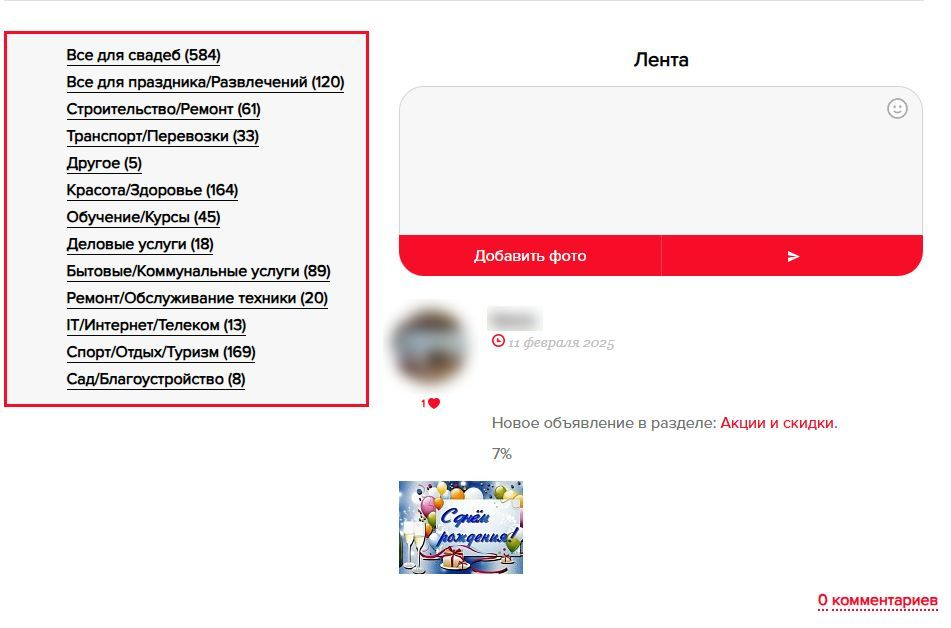 Все для свадеб (584)
Все для праздника/Развлечений (120)
Строительство/Ремонт (61)
Транспорт/Перевозки (33)
Другое (5)
Красота/Здоровье (164)
Обучение/Курсы (45)
Деловые услуги (18)
Бытовые/Коммунальные услуги (89)
Ремонт/Обслуживание техники (20)
IT/Интернет/Телеком (13)
Спорт/Отдых/Туризм (169)
Сад/Благоустройство (8)
Лента
Добавить фото
11 февраля 2025
1
Новое объявление в разделе: Акции и скидки.
7%
С днём
рождения!
0 комментариев